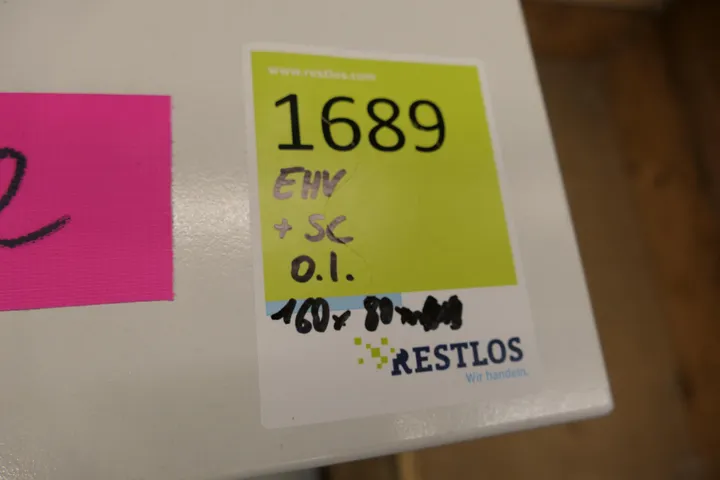 www.restlos.com
1689
EHV
+ SC
O.I.
160x 80
RESTLOS
Wir handeln.